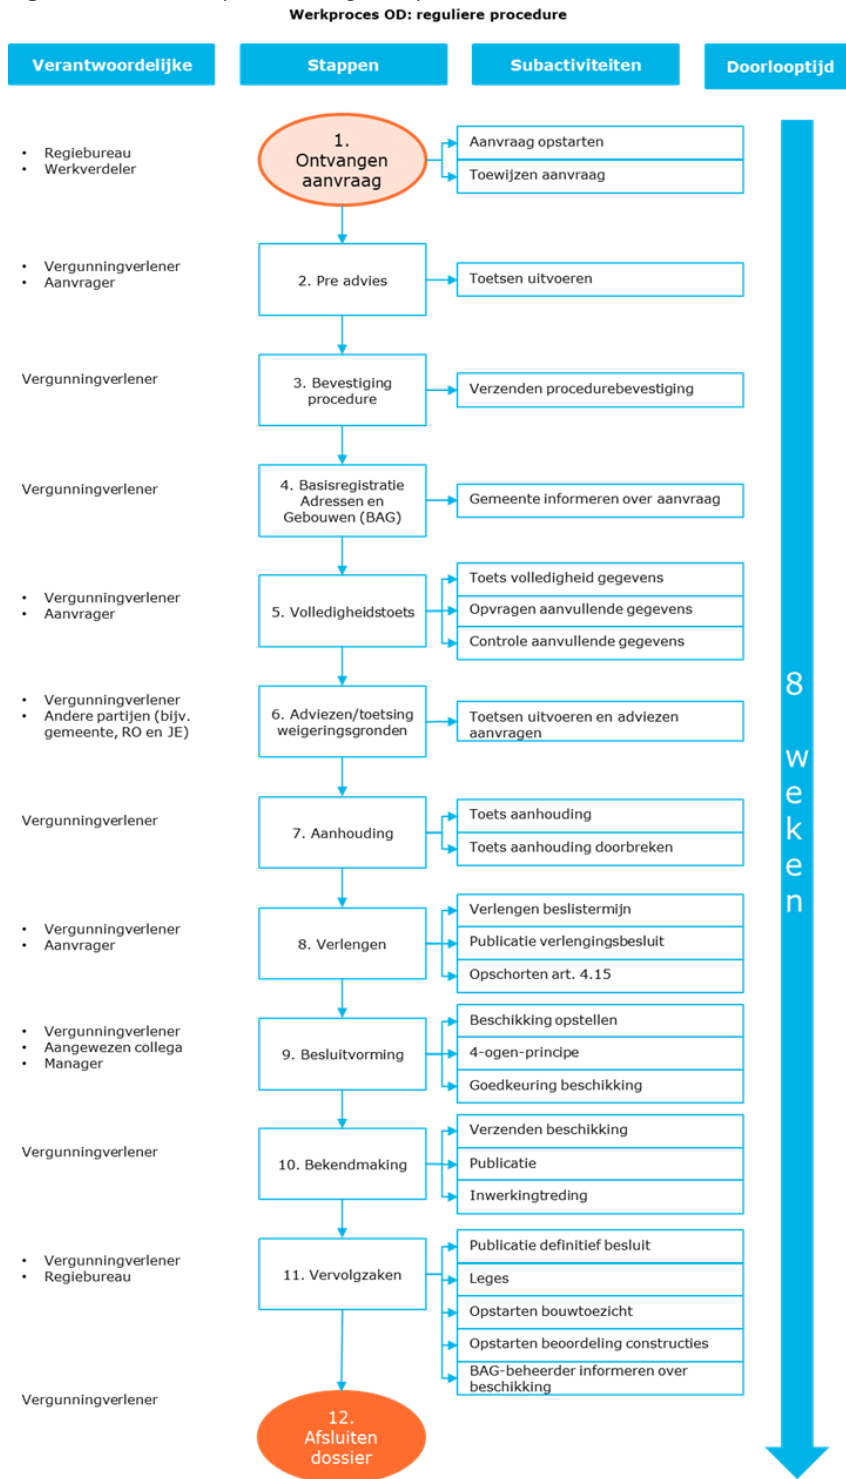 Werkproces OD: reguliere procedure
Verantwoordelijke
Stappen
Subactiviteiten
Doorlooptijd
• Regiebureau
• Werkverdeler
1.
Ontvangen
aanvraag
Aanvraag opstarten
Toewijzen aanvraag
• Vergunningverlener
• Aanvrager
2. Pre advies
Toetsen uitvoeren
Vergunningverlener
3. Bevestiging
procedure
Verzenden procedurebevestiging
Vergunningverlener
4. Basisregistratie
Adressen en
Gebouwen (BAG)
Gemeente informeren over aanvraag
• Vergunningverlener
• Aanvrager
5. Volledigheidstoets
Toets volledigheid gegevens
Opvragen aanvullende gegevens
Controle aanvullende gegevens
• Vergunningverlener
• Andere partijen (bijv.
gemeente, RO en JE)
6. Adviezen/toetsing
weigeringsgronden
Toetsen uitvoeren en adviezen
aanvragen
Vergunningverlener
7. Aanhouding
Toets aanhouding
Toets aanhouding doorbreken
• Vergunningverlener
• Aanvrager
8. Verlengen
Verlengen beslistermijn
Publicatie verlengingsbesluit
Opschorten art. 4.15
• Vergunningverlener
• Aangewezen collega
• Manager
9. Besluitvorming
Beschikking opstellen
4-ogen-principe
Goedkeuring beschikking
Vergunningverlener
10. Bekendmaking
Verzenden beschikking
Publicatie
Inwerkingtreding
• Vergunningverlener
• Regiebureau
11. Vervolgzaken
Publicatie definitief besluit
Leges
Opstarten bouwtoezicht
Opstarten beoordeling constructies
BAG-beheerder informeren over
beschikking
Vergunningverlener
12.
Afsluiten
dossier
8 weken